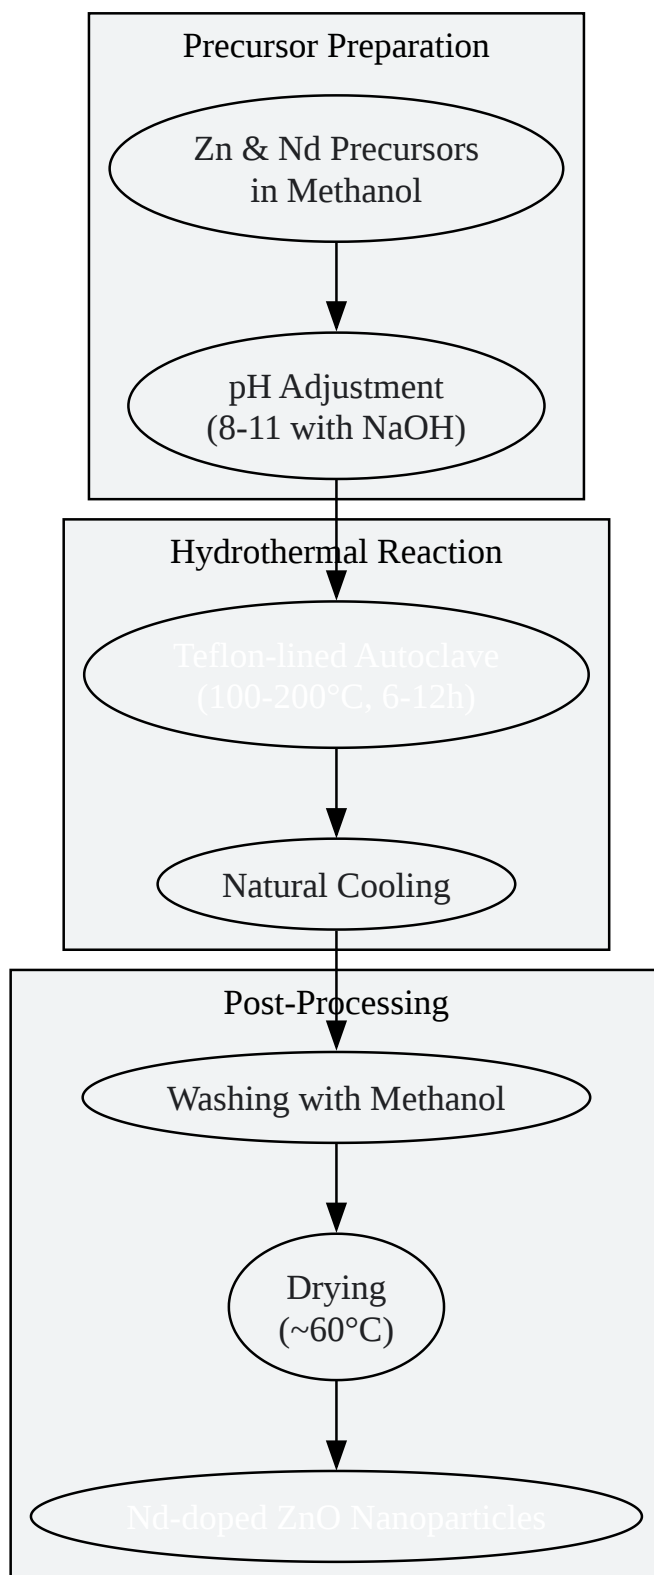 Precursor Preparation
Zn & Nd Precursors
in Methanol
pH Adjustment
(8-11 with NaOH)
Hydrothermal Reaction
Teflon-lined Autoclave
(100-200°C, 6-12h)
Natural Cooling
Post-Processing
Washing with Methanol
Drying
(~60°C)
Nd-doped ZnO Nanoparticles